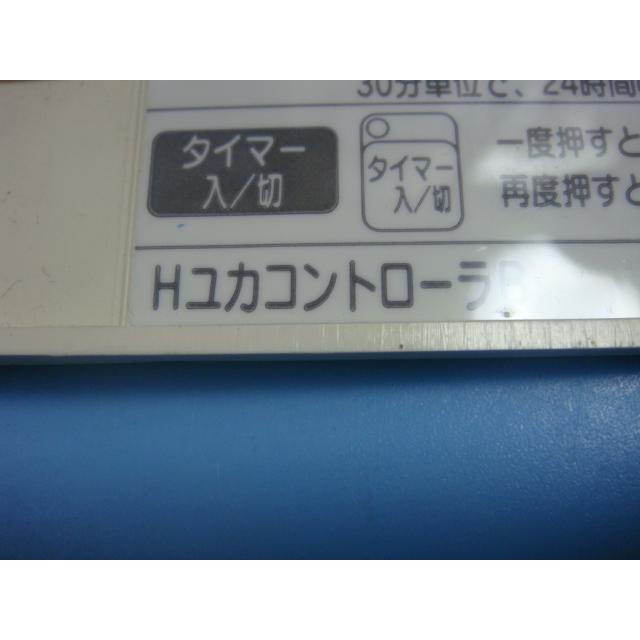 30分単位で、24時間
タイマー
入/切
タイマー
入/切
一度押すと
再度押すと
HユカコントローラB